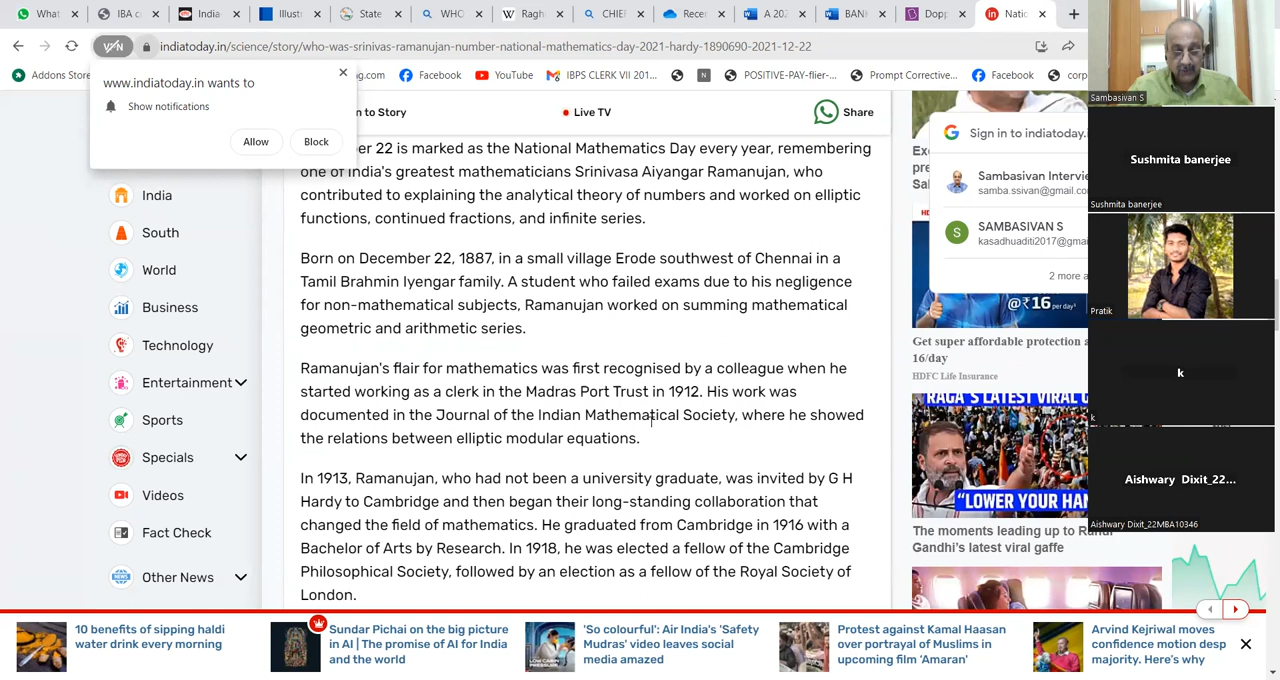 What
IBA c
India
Illustr
State
WHO
Ragh
CHIEF
Recer
A 202
BANK
Dopp
Natio
indiatoday.in/science/story/who-was-srinivas-ramanujan-number-national-mathematics-day-2021-hardy-1890690-2021-12-22
Addons Store
ng.com
Facebook
YouTube
IBPS CLERK VII 201...
N
POSITIVE-PAY-flier-...
Prompt Corrective...
Facebook
corp
www.indiatoday.in wants to
Show notifications
Allow
Block
n to Story
Live TV
Share
India
South
World
Business
Technology
Entertainment
Sports
Specials
Videos
Fact Check
Other News
er 22 is marked as the National Mathematics Day every year, remembering
one of India's greatest mathematicians Srinivasa Aiyangar Ramanujan, who
contributed to explaining the analytical theory of numbers and worked on elliptic
functions, continued fractions, and infinite series.
Born on December 22, 1887, in a small village Erode southwest of Chennai in a
Tamil Brahmin Iyengar family. A student who failed exams due to his negligence
for non-mathematical subjects, Ramanujan worked on summing mathematical
geometric and arithmetic series.
Ramanujan's flair for mathematics was first recognised by a colleague when he
started working as a clerk in the Madras Port Trust in 1912. His work was
documented in the Journal of the Indian Mathematical Society, where he showed
the relations between elliptic modular equations.
In 1913, Ramanujan, who had not been a university graduate, was invited by G H
Hardy to Cambridge and then began their long-standing collaboration that
changed the field of mathematics. He graduated from Cambridge in 1916 with a
Bachelor of Arts by Research. In 1918, he was elected a fellow of the Cambridge
Philosophical Society, followed by an election as a fellow of the Royal Society of
London.
Exc
pre
Sal
Sign in to indiatoday.i
Sambasivan Intervie
samba.ssivan@gmail.co
S
SAMBASIVAN S
kasadhuaditi2017@gmai
2 more a
@₹16 per day
Get super affordable protection a
16/day
HDFC Life Insurance
RAGA'S LATEST VIRAL
"LOWER YOUR HAN
The moments leading up to Rahul
Gandhi's latest viral gaffe
Sambasivan S
Sushmita banerjee
Sushmita banerjee
Pratik
k
k
Aishwary Dixit_22...
Aishwary Dixit_22MBA10346
10 benefits of sipping haldi
water drink every morning
Sundar Pichai on the big picture
in AI | The promise of AI for India
and the world
'So colourful': Air India's 'Safety
Mudras' video leaves social
media amazed
Protest against Kamal Haasan
over portrayal of Muslims in
upcoming film 'Amaran'
Arvind Kejriwal moves
confidence motion desp
majority. Here's why